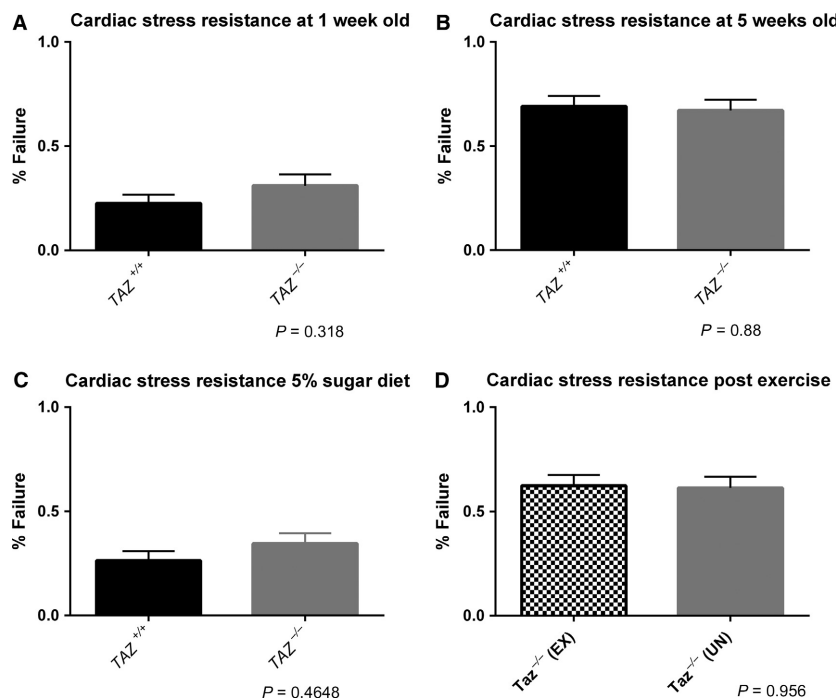 A Cardiac stress resistance at 1 week old
1.0
0.5
0.0
% Failure
TAZ+/+
TAZ−/−
P = 0.318
B Cardiac stress resistance at 5 weeks old
1.0
0.5
0.0
% Failure
TAZ+/+
TAZ−/−
P = 0.88
C Cardiac stress resistance 5% sugar diet
1.0
0.5
0.0
% Failure
TAZ+/+
TAZ−/−
P = 0.4648
D Cardiac stress resistance post exercise
1.0
0.5
0.0
% Failure
Taz−/− (EX)
Taz−/− (UN)
P = 0.956